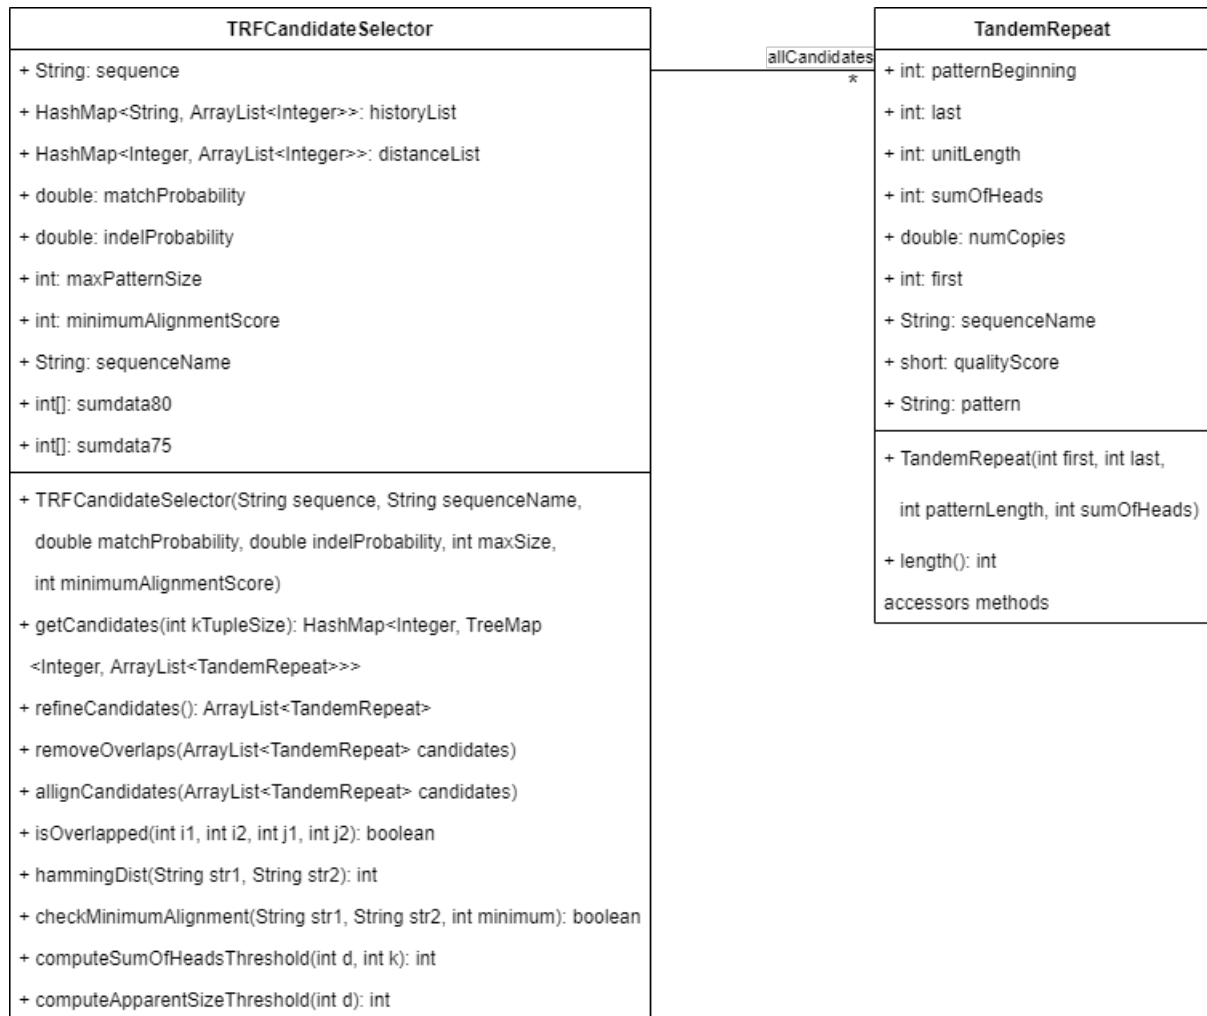 TRFCandidateSelector
+ String: sequence
+ HashMap<String, ArrayList<Integer>>: historyList
+ HashMap<Integer, ArrayList<Integer>>: distanceList
+ double: matchProbability
+ double: indelProbability
+ int: maxPatternSize
+ int: minimumAlignmentScore
+ String: sequenceName
+ int[]: sumdata80
+ int[]: sumdata75
+ TRFCandidateSelector(String sequence, String sequenceName,
double matchProbability, double indelProbability, int maxSize,
int minimumAlignmentScore)
+ getCandidates(int kTupleSize): HashMap<Integer, TreeMap
<Integer, ArrayList<TandemRepeat>>>
+ refineCandidates(): ArrayList<TandemRepeat>
+ removeOverlaps(ArrayList<TandemRepeat> candidates)
+ allignCandidates(ArrayList<TandemRepeat> candidates)
+ isOverlapped(int i1, int i2, int j1, int j2): boolean
+ hammingDist(String str1, String str2): int
+ checkMinimumAlignment(String str1, String str2, int minimum): boolean
+ computeSumOfHeadsThreshold(int d, int k): int
+ computeApparentSizeThreshold(int d): int
allCandidates
*
TandemRepeat
+ int: patternBeginning
+ int: last
+ int: unitLength
+ int: sumOfHeads
+ double: numCopies
+ int: first
+ String: sequenceName
+ short: qualityScore
+ String: pattern
+ TandemRepeat(int first, int last,
int patternLength, int sumOfHeads)
+ length(): int
accessors methods